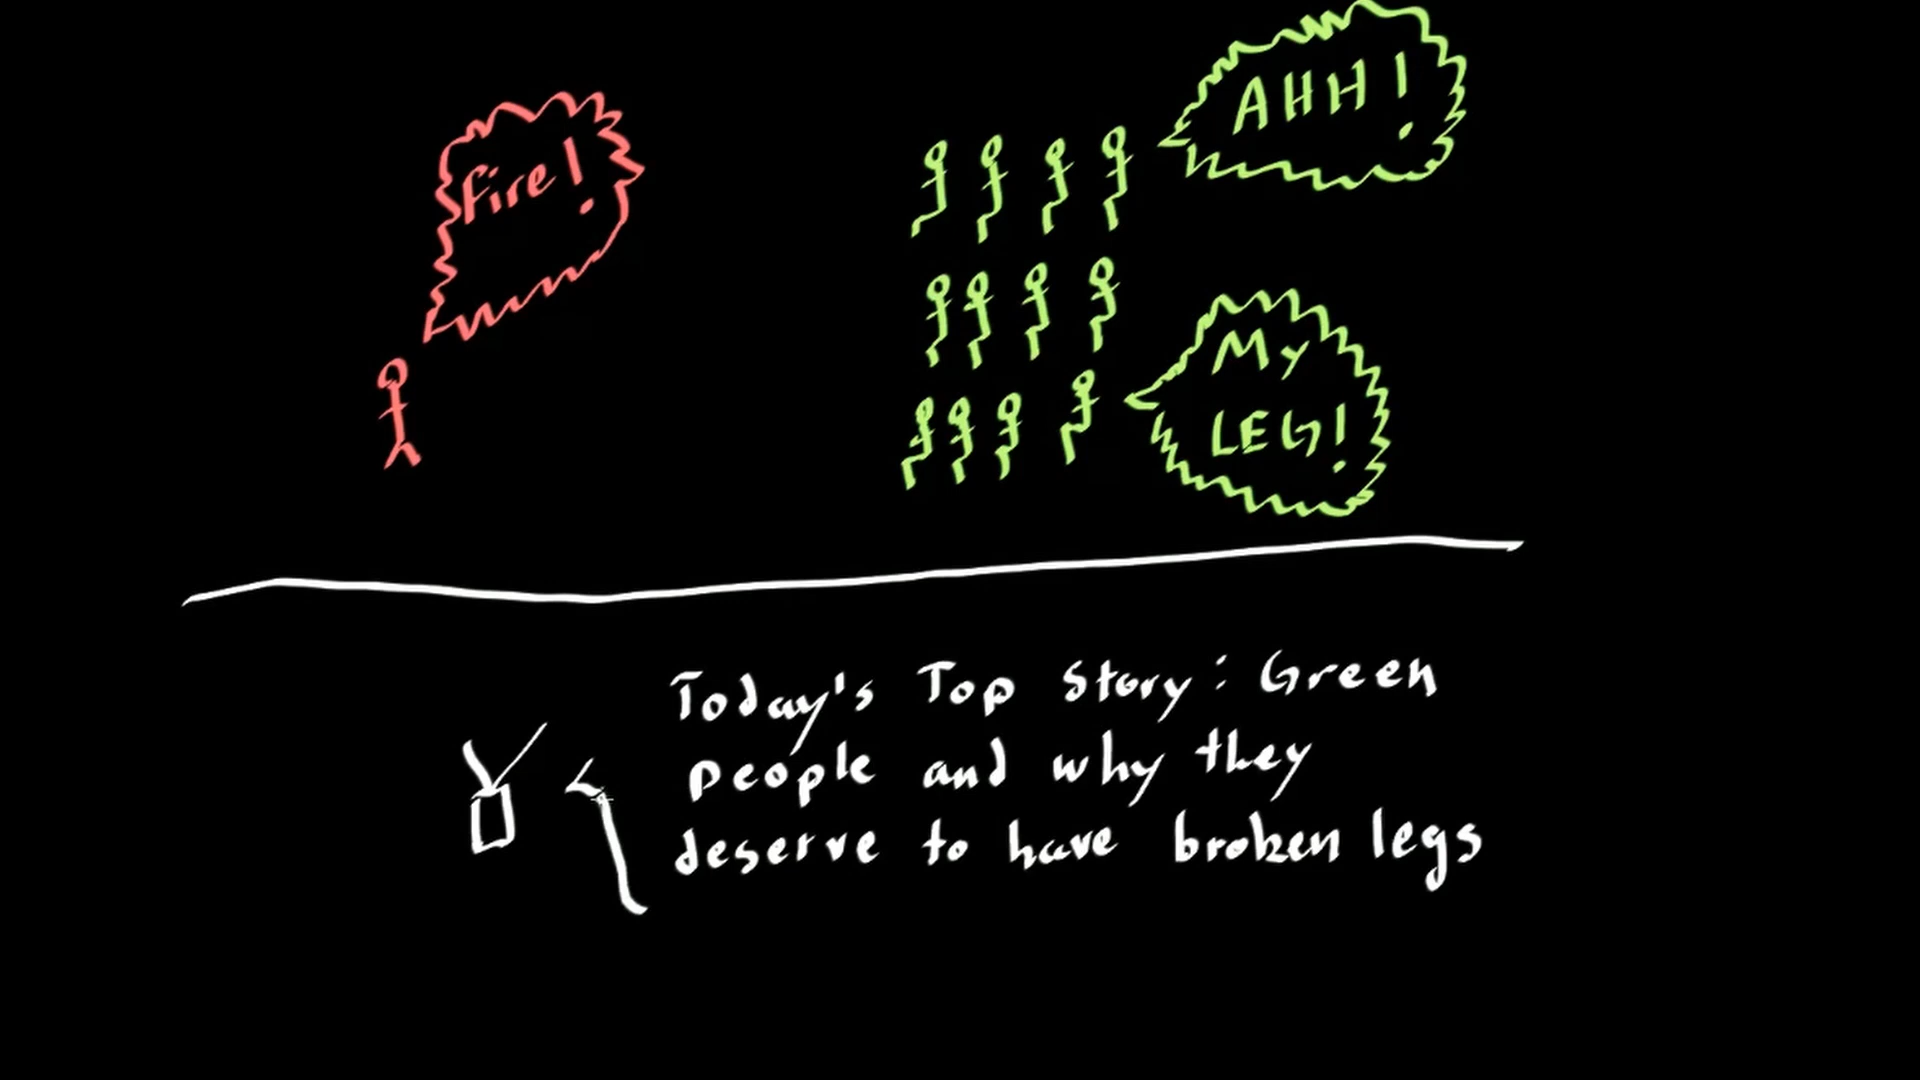 Fire!
AHH!
My
LEG!
Today's Top Story: Green
people and why they
deserve to have broken legs